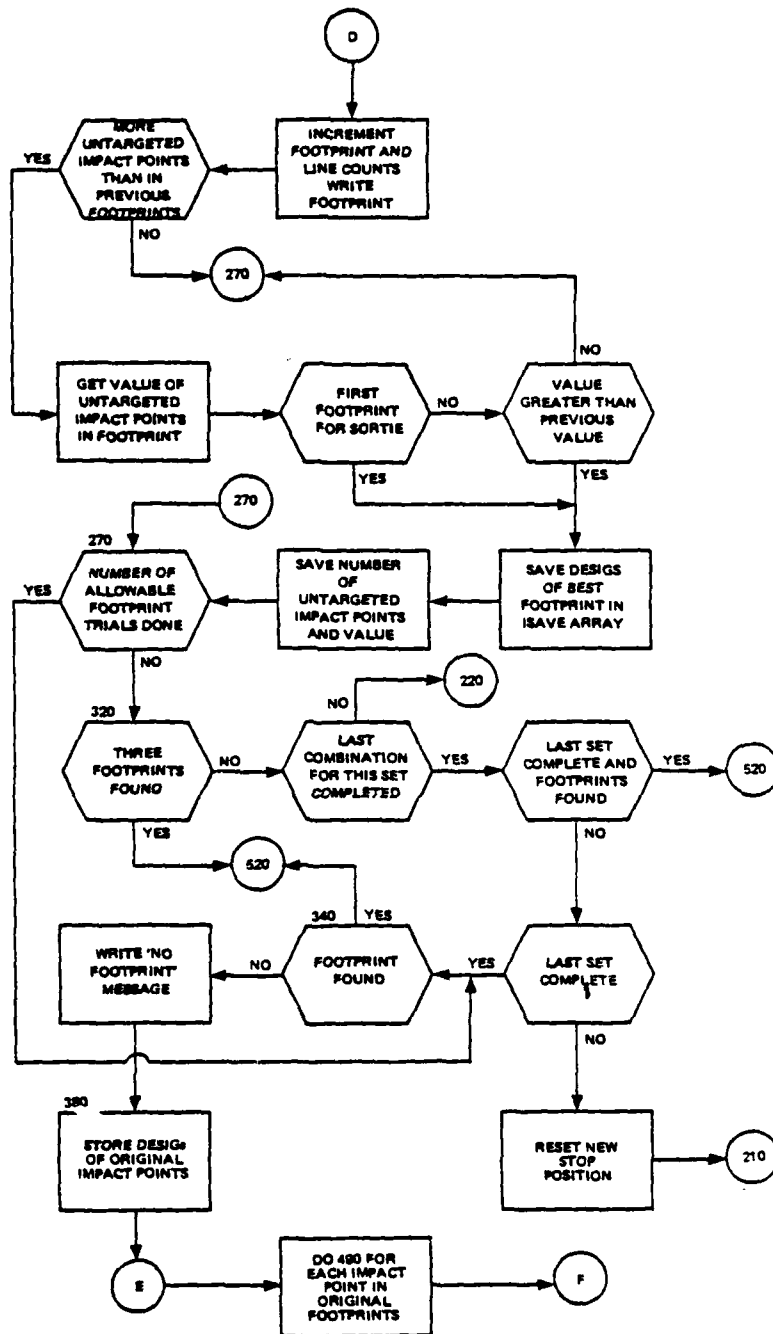 D
INCREMENT
FOOTPRINT AND
LINE COUNTS
WRITE
FOOTPRINT
MORE
UNTARGETED
IMPACT POINTS
THAN IN
PREVIOUS
FOOTPRINTS
YES
NO
270
GET VALUE OF
UNTARGETED
IMPACT POINTS
IN FOOTPRINT
FIRST
FOOTPRINT
FOR SORTIE
NO
YES
VALUE
GREATER THAN
PREVIOUS
VALUE
NO
YES
270
SAVE DESIGS
OF BEST
FOOTPRINT IN
ISAVE ARRAY
SAVE NUMBER
OF
UNTARGETED
IMPACT POINTS
AND VALUE
270
NUMBER OF
ALLOWABLE
FOOTPRINT
TRIALS DONE
YES
NO
320
THREE
FOOTPRINTS
FOUND
NO
YES
LAST
COMBINATION
FOR THIS SET
COMPLETED
NO
220
YES
LAST SET
COMPLETE AND
FOOTPRINTS
FOUND
YES
520
NO
520
LAST SET
COMPLETE
YES
NO
340
FOOTPRINT
FOUND
YES
NO
WRITE 'NO
FOOTPRINT'
MESSAGE
380
STORE DESIGs
OF ORIGINAL
IMPACT POINTS
RESET NEW
STOP
POSITION
210
E
DO 490 FOR
EACH IMPACT
POINT IN
ORIGINAL
FOOTPRINTS
F